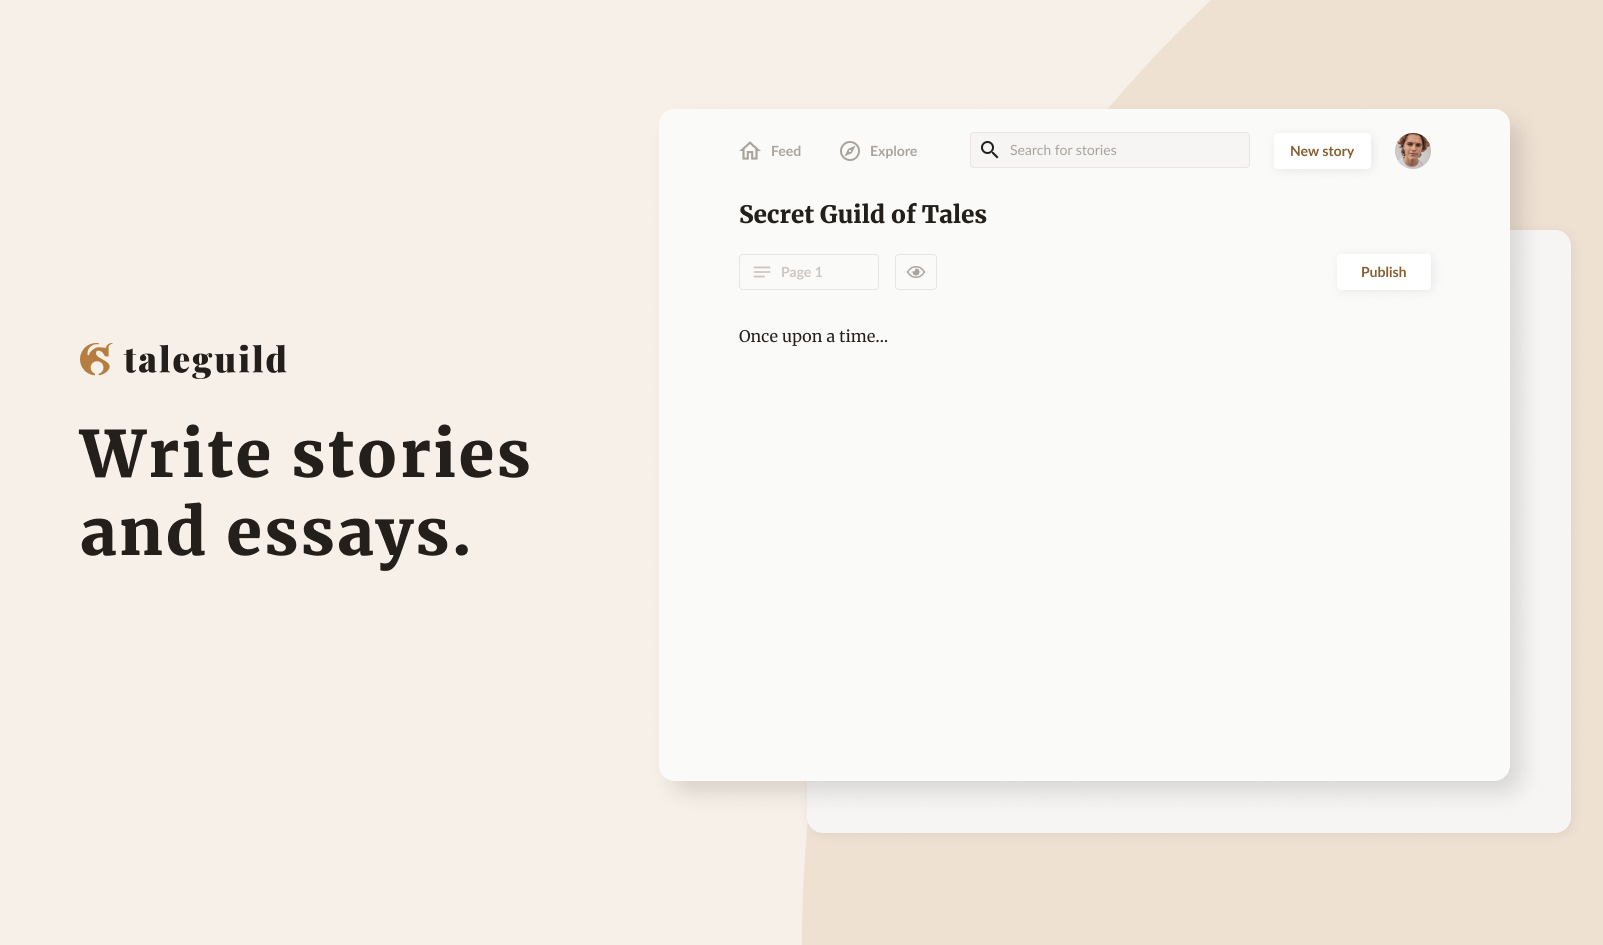 taleguild
Write stories
and essays.
Feed
Explore
Search for stories
New story
Secret Guild of Tales
Page 1
Publish
Once upon a time...